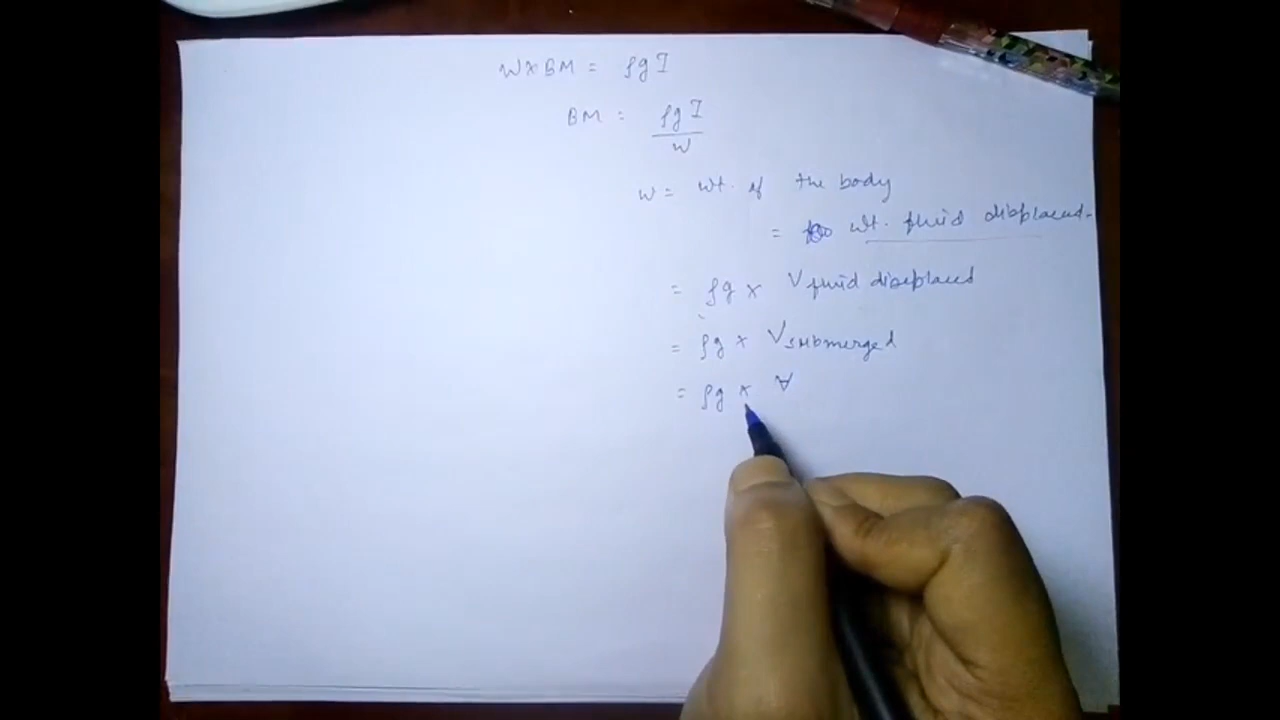 W × BM = ρg I
BM = ρg I
W
W = wt. of the body
= wt. fluid displaced.
= ρg × V fluid displaced
= ρg × V submerged
= ρg × ∀